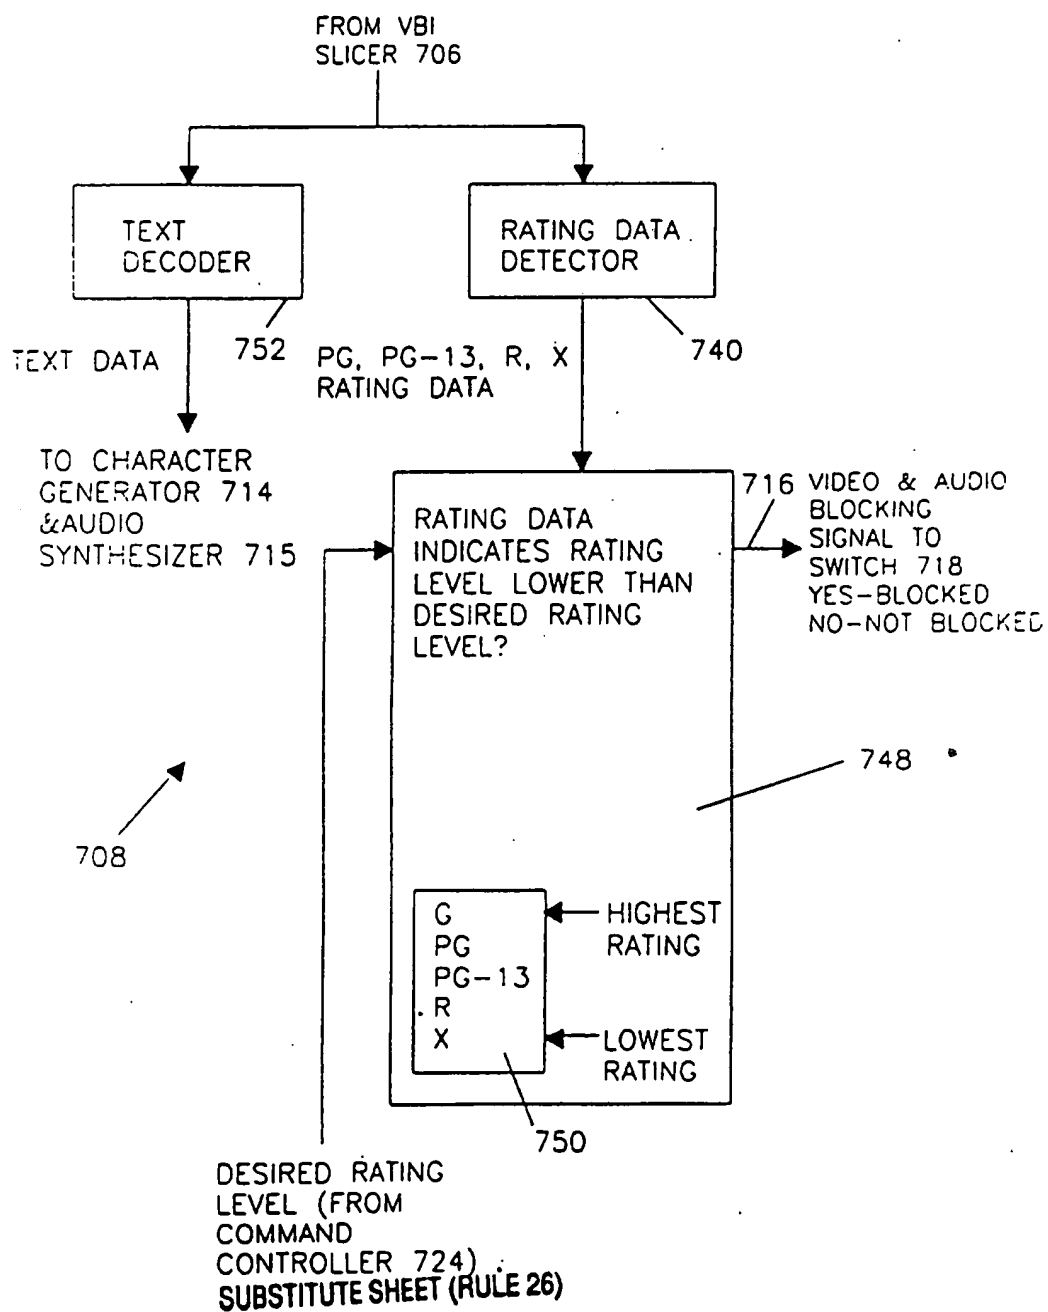 FROM VBI
SLICER 706
TEXT
DECODER
752
RATING DATA
DETECTOR
740
TEXT DATA
PG, PG-13, R, X
RATING DATA
TO CHARACTER
GENERATOR 714
&AUDIO
SYNTHESIZER 715
RATING DATA
INDICATES RATING
LEVEL LOWER THAN
DESIRED RATING
LEVEL?
716
VIDEO & AUDIO
BLOCKING
SIGNAL TO
SWITCH 718
YES-BLOCKED
NO-NOT BLOCKED
748
708
G
PG
PG-13
R
X
HIGHEST
RATING
LOWEST
RATING
750
DESIRED RATING
LEVEL (FROM
COMMAND
CONTROLLER 724)
SUBSTITUTE SHEET (RULE 26)